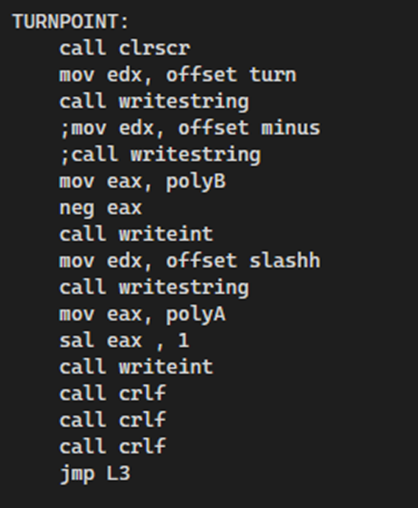 TURNPOINT:
    call clrscr
    mov edx, offset turn
    call writestring
    ;mov edx, offset minus
    ;call writestring
    mov eax, polyB
    neg eax
    call writeint
    mov edx, offset slashh
    call writestring
    mov eax, polyA
    sal eax , 1
    call writeint
    call crlf
    call crlf
    call crlf
    jmp L3